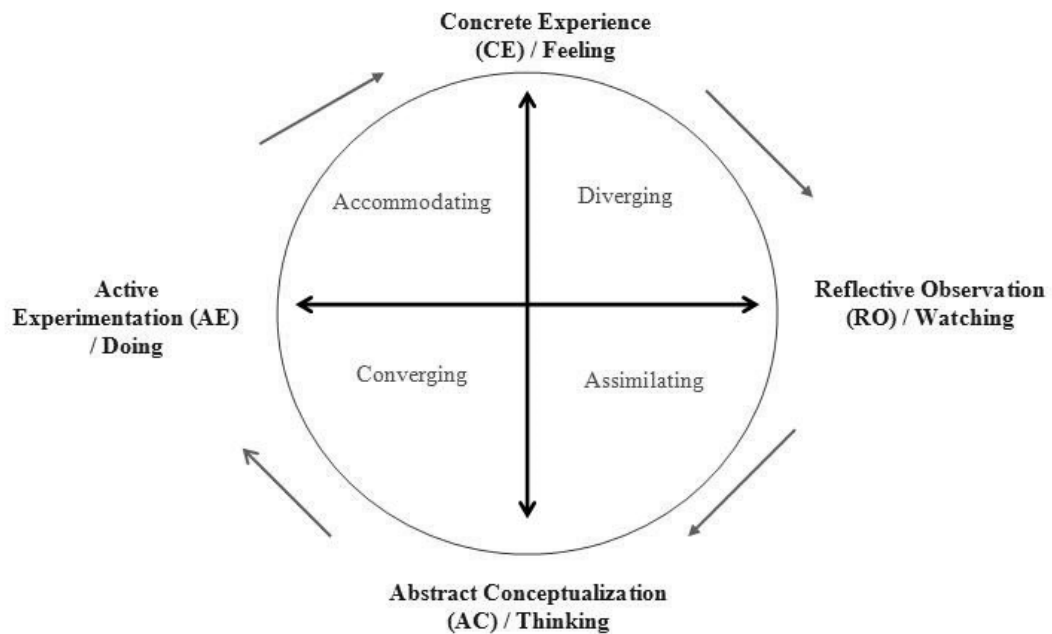 Concrete Experience
(CE) / Feeling
Accommodating
Diverging
Active
Experimentation (AE)
/ Doing
Reflective Observation
(RO) / Watching
Converging
Assimilating
Abstract Conceptualization
(AC) / Thinking